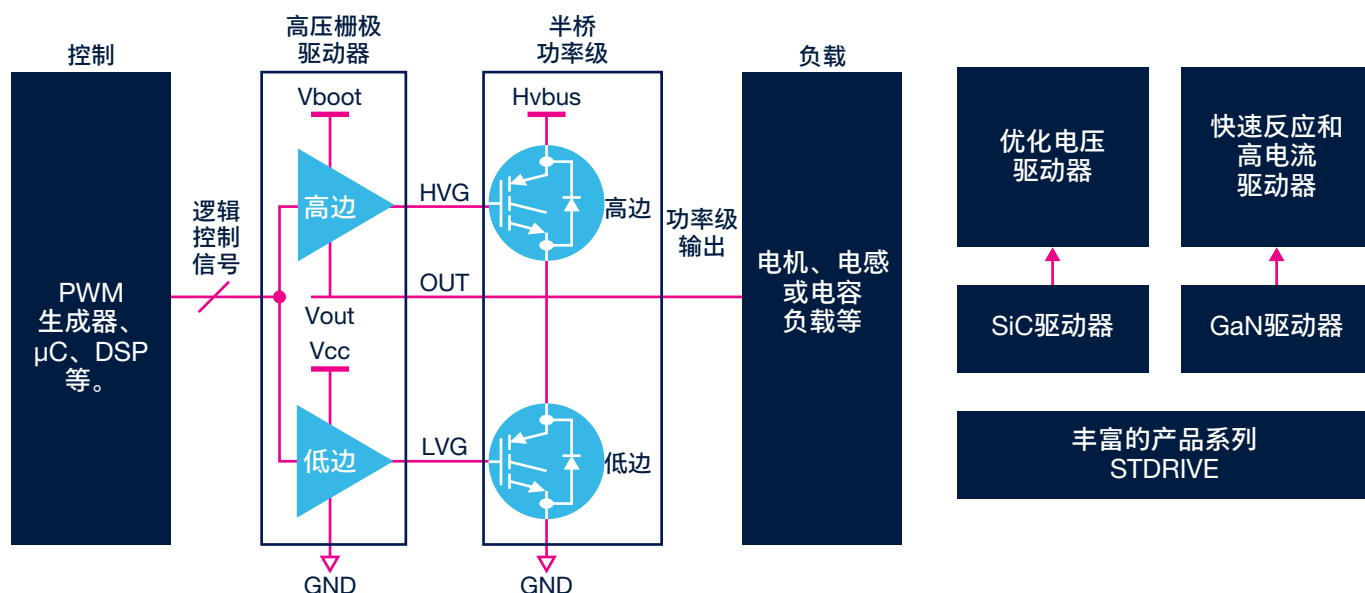 控制
PWM
生成器、
µC、DSP
等。
逻辑
控制
信号
高压栅极
驱动器
Vboot
高边
Vout
Vcc
低边
GND
HVG
OUT
LVG
半桥
功率级
Hvbus
高边
低边
GND
功率级
输出
负载
电机、电感
或电容
负载等
优化电压
驱动器
SiC驱动器
快速反应和
高电流
驱动器
GaN驱动器
丰富的产品系列
STDRIVE